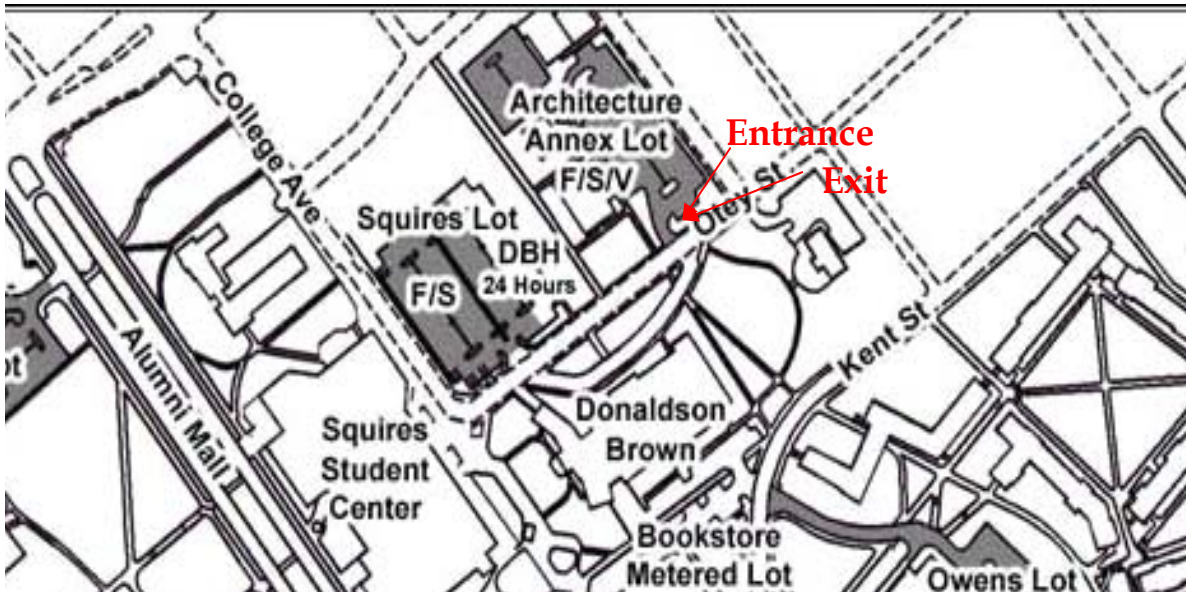 Architecture
Annex Lot
F/S/V
Entrance
Exit
Otey St
College Ave
Squires Lot
DBH
24 Hours
F/S
Kent St
Alumni Mall
ot
Squires
Student
Center
Donaldson
Brown
Bookstore
Metered Lot
Owens Lot